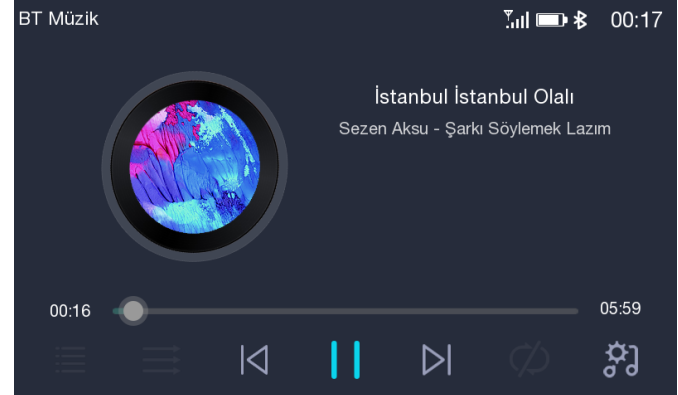 BT Müzik
00:17
İstanbul İstanbul Olalı
Sezen Aksu - Şarkı Söylemek Lazım
00:16
05:59